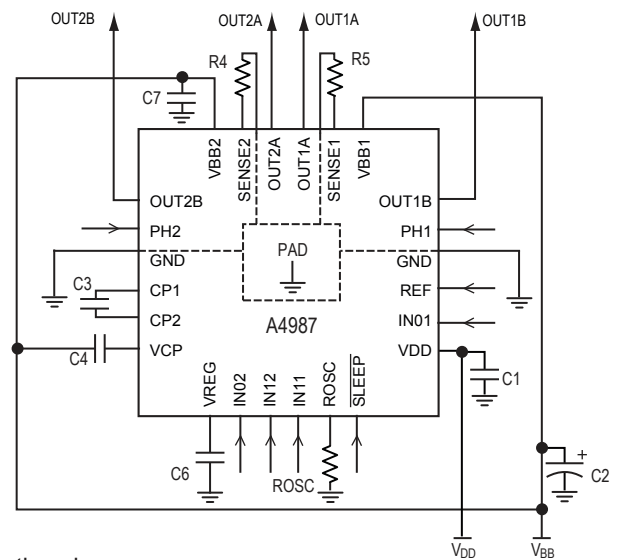 OUT2B
OUT2A
OUT1A
OUT1B
R4
R5
C7
VBB2
SENSE2
OUT2A
OUT1A
SENSE1
VBB1
OUT2B
OUT1B
PH2
PH1
GND
PAD
GND
C3
CP1
REF
CP2
A4987
IN01
C4
VCP
VDD
C1
VREG
IN02
IN12
IN11
ROSC
SLEEP
C6
ROSC
+
C2
VDD
VBB